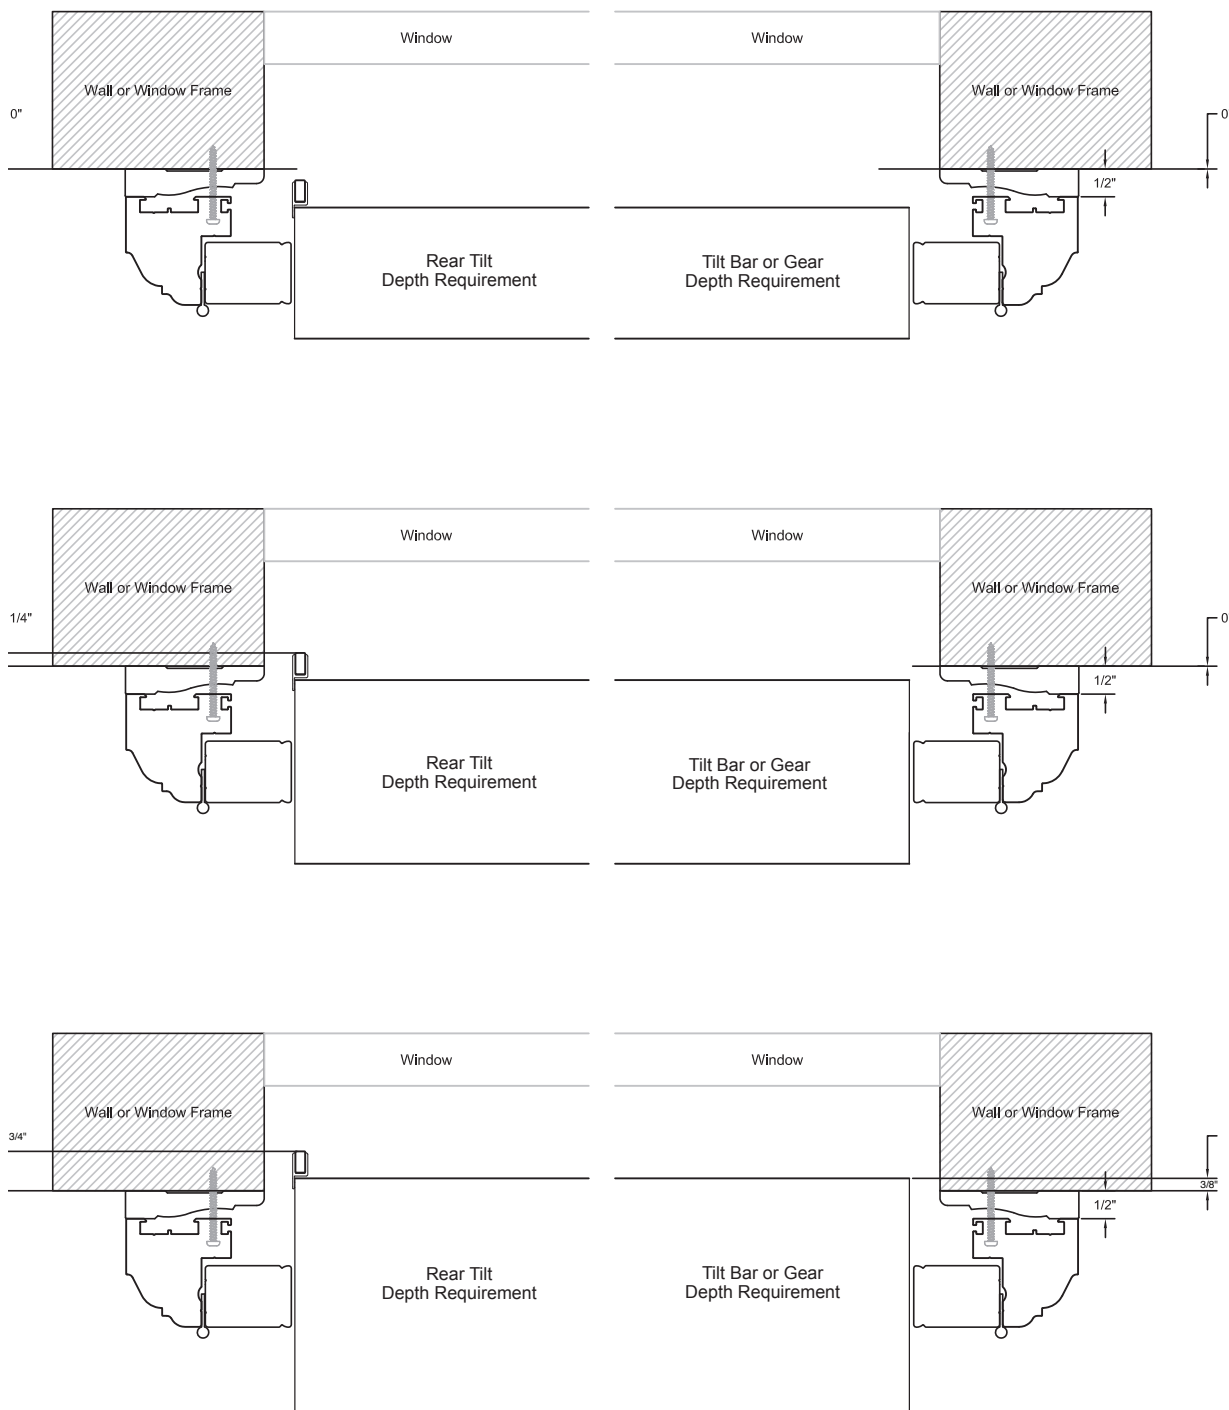 Window
Window
Wall or Window Frame
Wall or Window Frame
0"
0
1/2"
Rear Tilt
Depth Requirement
Tilt Bar or Gear
Depth Requirement
Window
Window
Wall or Window Frame
Wall or Window Frame
1/4"
0
1/2"
Rear Tilt
Depth Requirement
Tilt Bar or Gear
Depth Requirement
Window
Window
Wall or Window Frame
Wall or Window Frame
3/4"
3/8"
1/2"
Rear Tilt
Depth Requirement
Tilt Bar or Gear
Depth Requirement